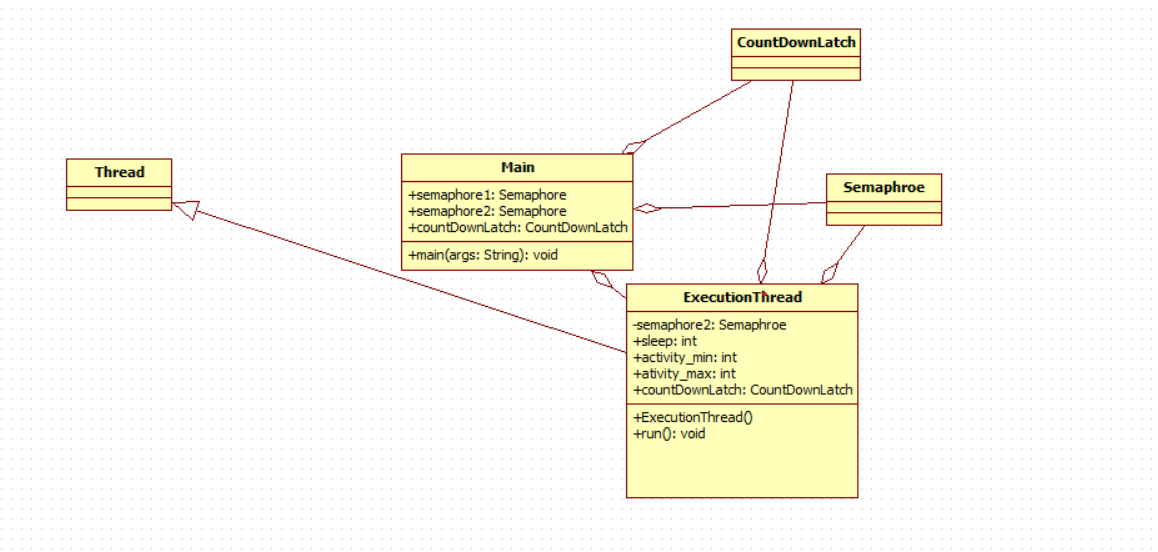 CountDownLatch
Thread
Main
+semaphore1: Semaphore
+semaphore2: Semaphore
+countDownLatch: CountDownLatch
+main(args: String): void
Semaphroe
ExecutionThread
-semaphore2: Semaphroe
+sleep: int
+activity_min: int
+ativity_max: int
+countDownLatch: CountDownLatch
+ExecutionThread()
+run(): void